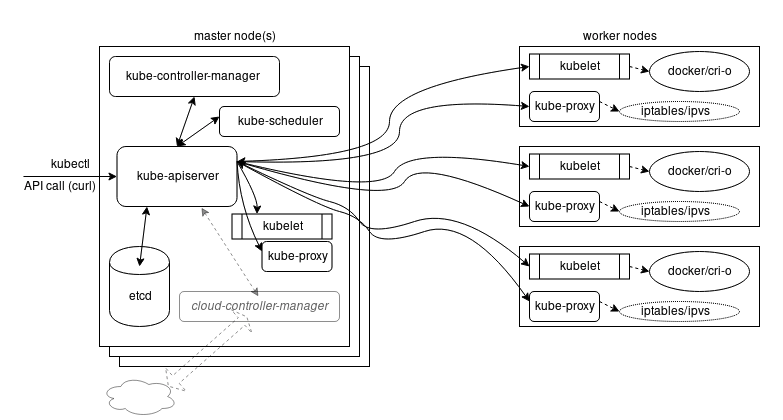 master node(s)
worker nodes
kube-controller-manager
kube-scheduler
kubectl
API call (curl)
kube-apiserver
kubelet
kube-proxy
etcd
cloud-controller-manager
kubelet
docker/cri-o
kube-proxy
iptables/ipvs
kubelet
docker/cri-o
kube-proxy
iptables/ipvs
kubelet
docker/cri-o
kube-proxy
iptables/ipvs